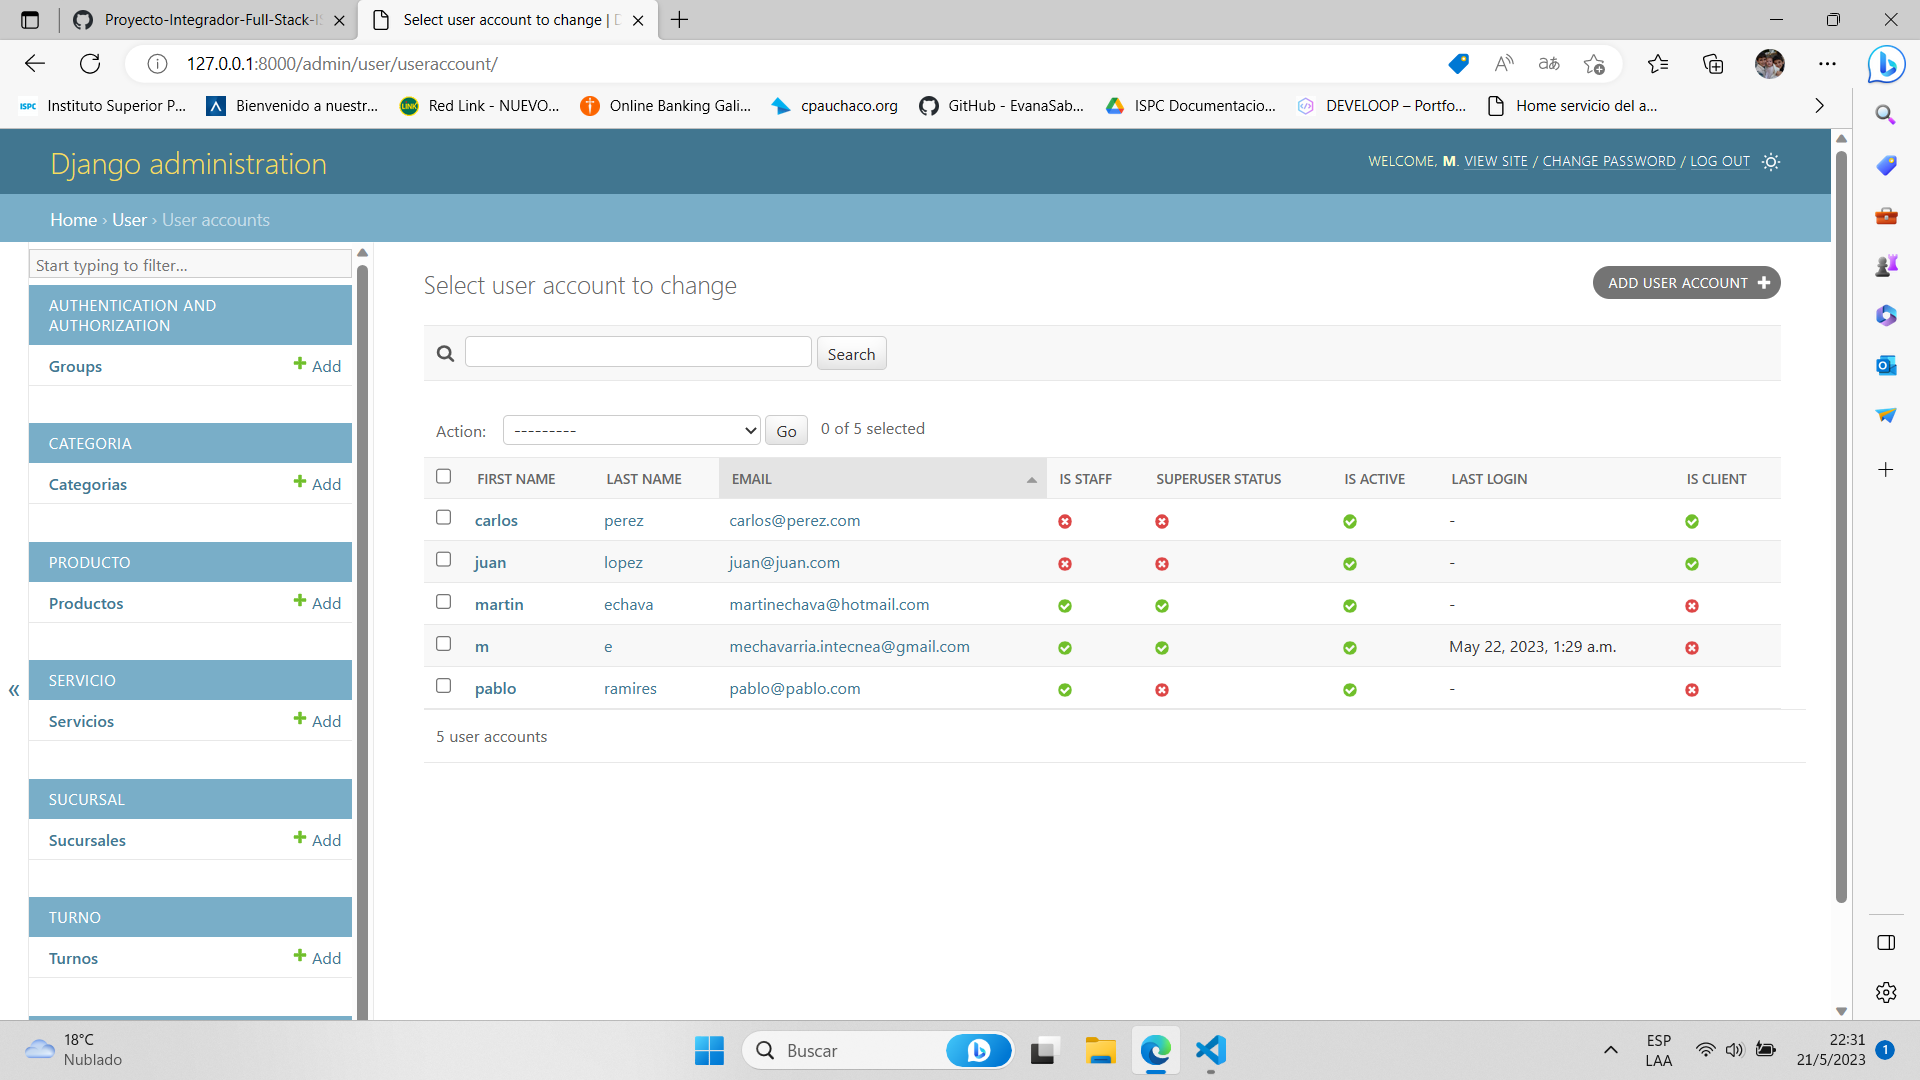 Proyecto-Integrador-Full-Stack-IS
Select user account to change | D
127.0.0.1:8000/admin/user/useraccount/
ISPC Instituto Superior P...
Bienvenido a nuestr...
LINK Red Link - NUEVO...
Online Banking Gali...
cpauchaco.org
GitHub - EvanaSab...
ISPC Documentacio...
DEVELOOP – Portfo...
Home servicio del a...
Django administration
WELCOME, M. VIEW SITE / CHANGE PASSWORD / LOG OUT
Home › User › User accounts
Start typing to filter...
AUTHENTICATION AND
AUTHORIZATION
Groups Add
CATEGORIA
Categorias Add
PRODUCTO
Productos Add
SERVICIO
Servicios Add
SUCURSAL
Sucursales Add
TURNO
Turnos Add
Select user account to change
ADD USER ACCOUNT
Search
Action: --------- Go 0 of 5 selected
FIRST NAME LAST NAME EMAIL IS STAFF SUPERUSER STATUS IS ACTIVE LAST LOGIN IS CLIENT
carlos perez carlos@perez.com -
juan lopez juan@juan.com -
martin echava martinechava@hotmail.com -
m e mechavarria.intecnea@gmail.com May 22, 2023, 1:29 a.m.
pablo ramires pablo@pablo.com -
5 user accounts
18°C
Nublado
Buscar
ESP
LAA
22:31
21/5/2023
1